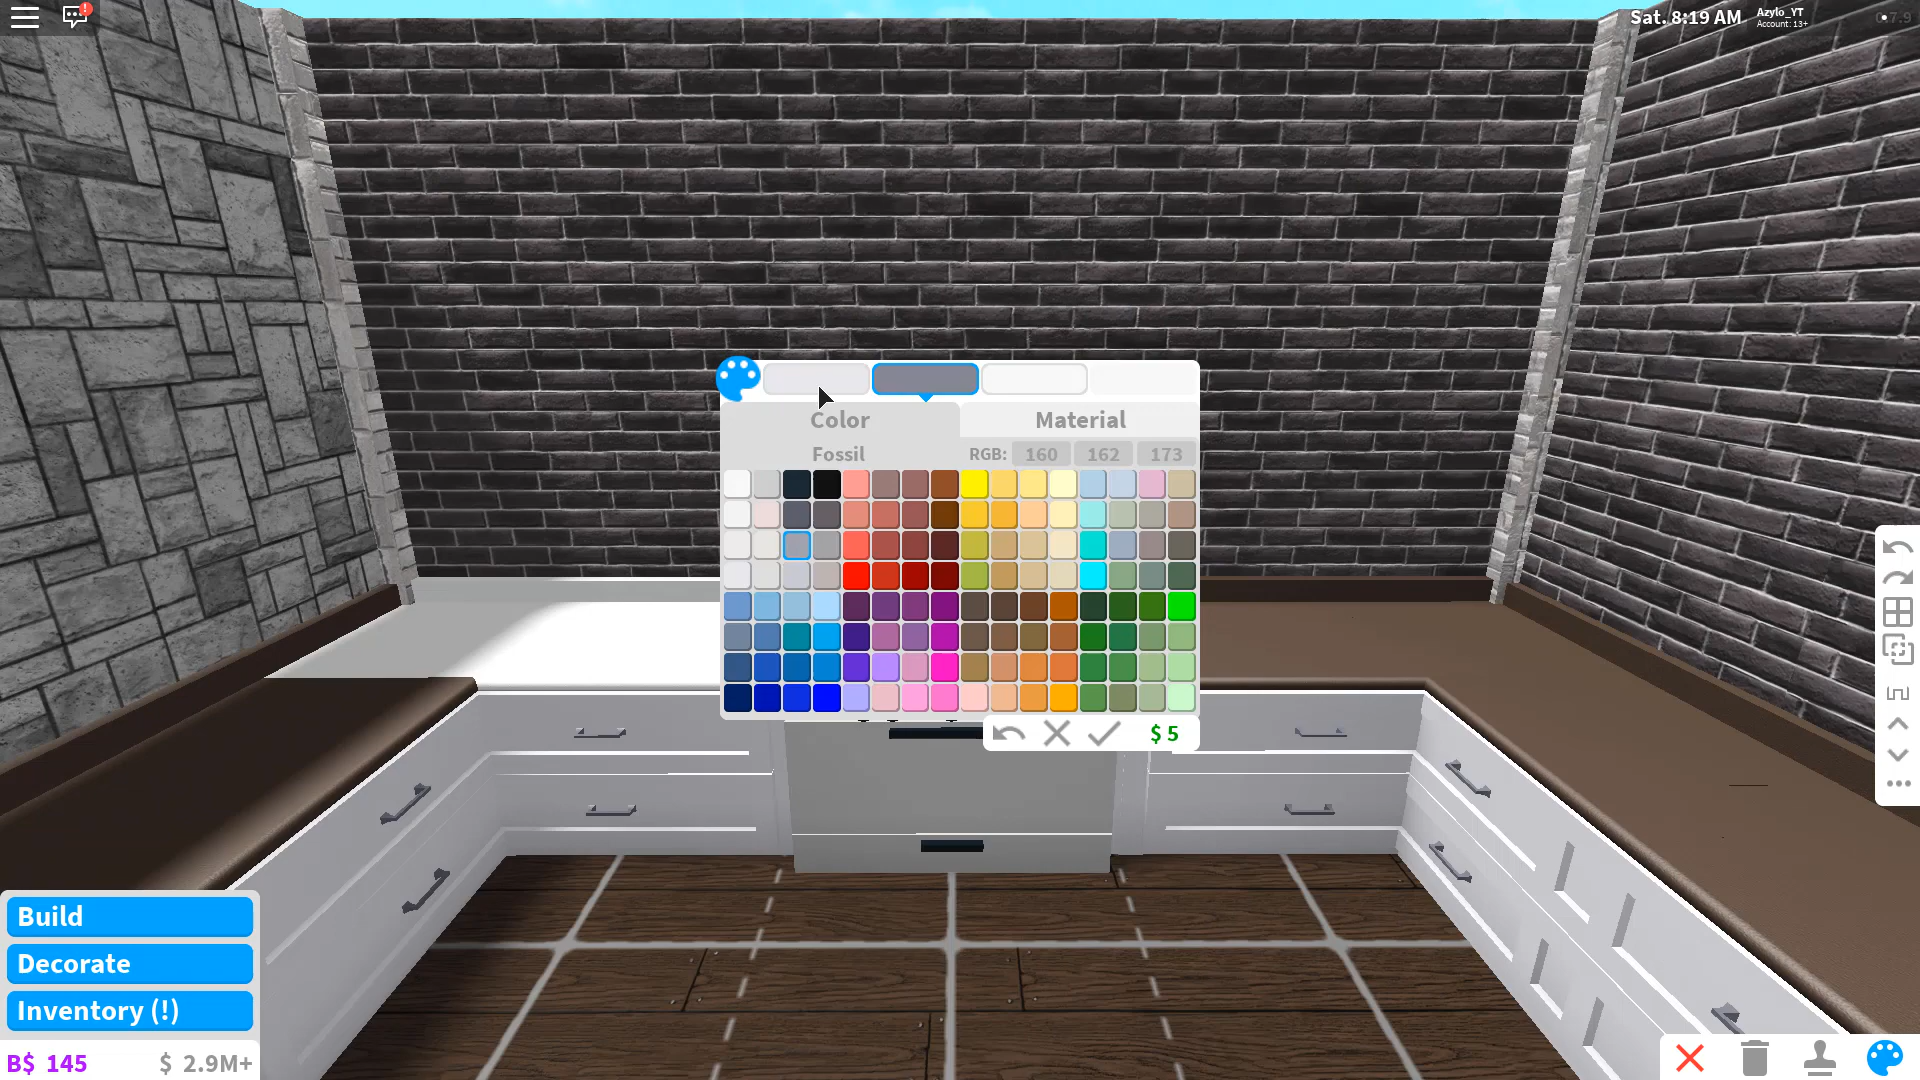 Sat. 8:19 AM
Azylo_YT
Account: 13+
Color
Material
Fossil
RGB: 160 162 173
$ 5
Build
Decorate
Inventory (!)
B$ 145
$ 2.9M+